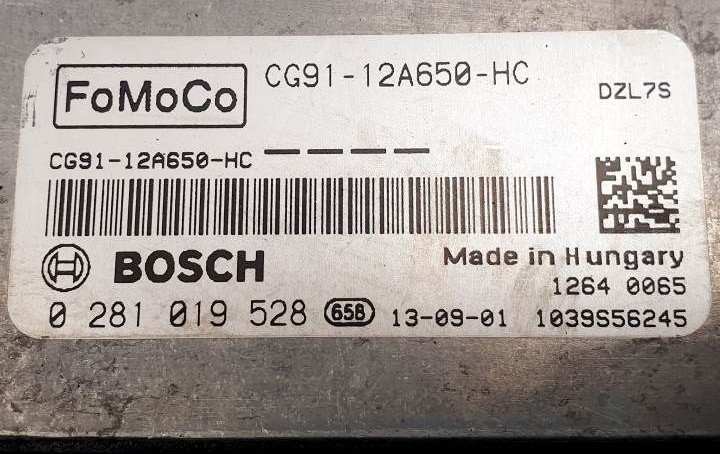 FoMoCo CG91-12A650-HC DZL7S
CG91-12A650-HC
BOSCH Made in Hungary
1264 0065
0 281 019 528 65B 13-09-01 1039S56245